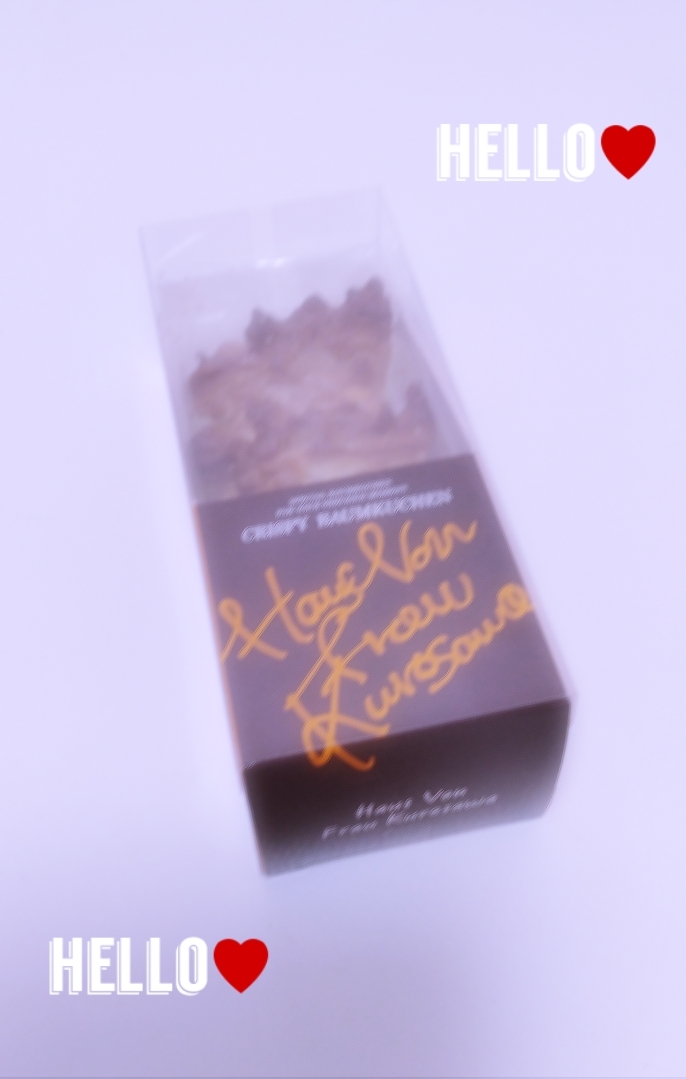 HELLO
CRISPY BAUMKUCHEN
Haus Von
Frau
Kurosawa
Haus Von
Frau Kurosawa
HELLO